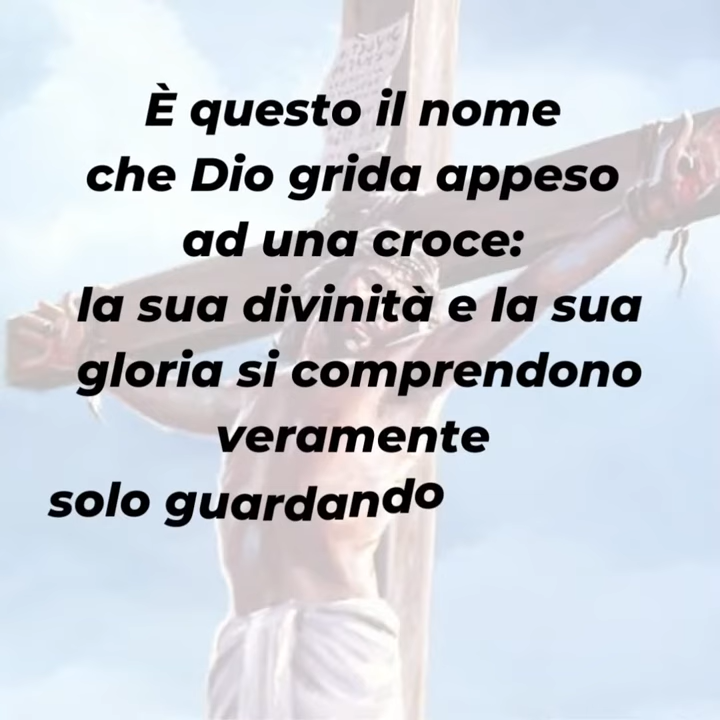 È questo il nome
che Dio grida appeso
ad una croce:
la sua divinità e la sua
gloria si comprendono
veramente
solo guardando